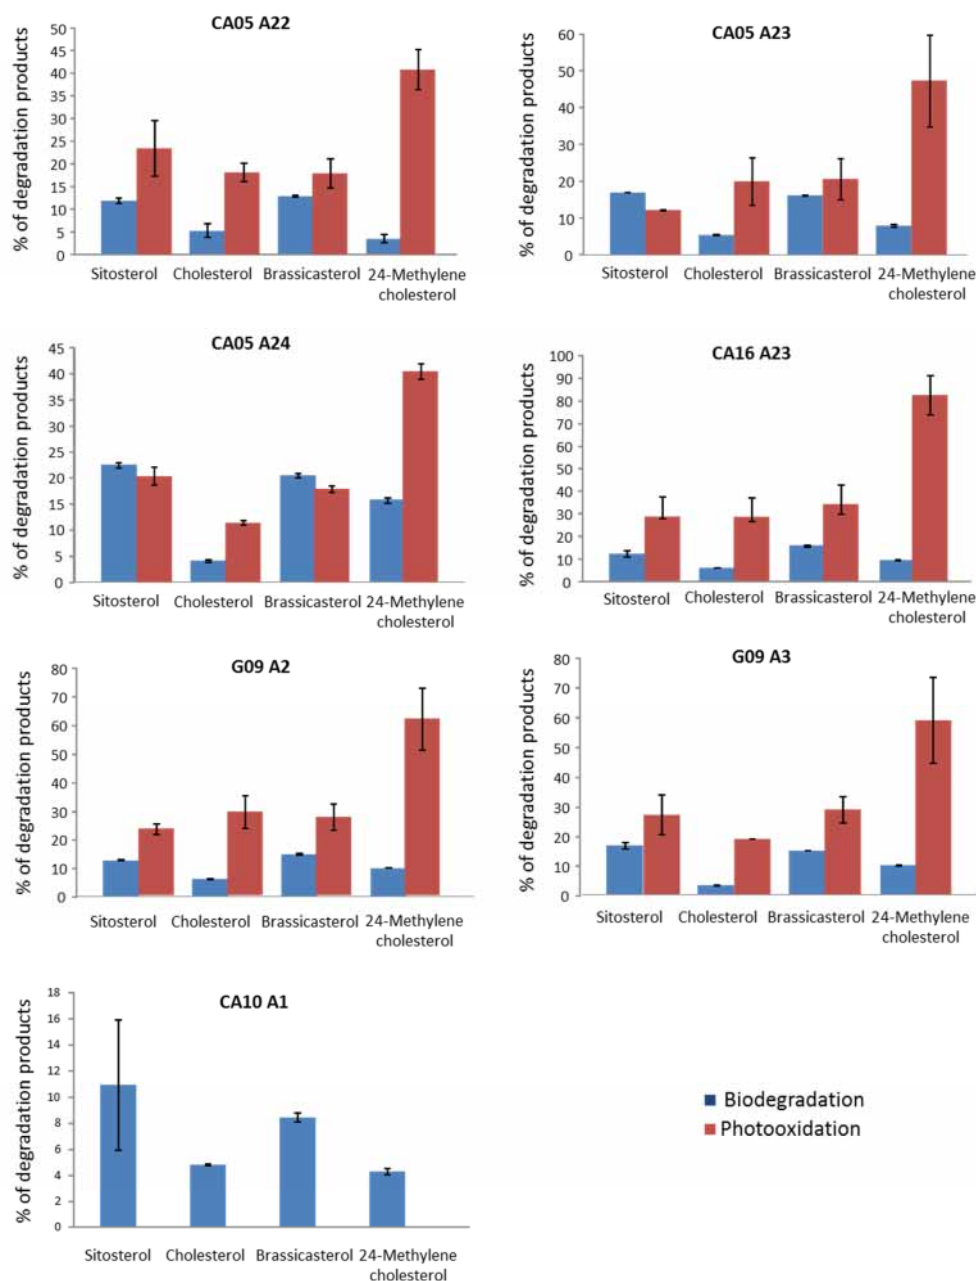 CA05 A22
% of degradation products
50
45
40
35
30
25
20
15
10
5
0
Sitosterol Cholesterol Brassicasterol 24-Methylene
cholesterol
CA05 A23
% of degradation products
60
50
40
30
20
10
0
Sitosterol Cholesterol Brassicasterol 24-Methylene
cholesterol
CA05 A24
% of degradation products
45
40
35
30
25
20
15
10
5
0
Sitosterol Cholesterol Brassicasterol 24-Methylene
cholesterol
CA16 A23
% of degradation products
100
90
80
70
60
50
40
30
20
10
0
Sitosterol Cholesterol Brassicasterol 24-Methylene
cholesterol
G09 A2
% of degradation products
80
70
60
50
40
30
20
10
0
Sitosterol Cholesterol Brassicasterol 24-Methylene
cholesterol
G09 A3
% of degradation products
80
70
60
50
40
30
20
10
0
Sitosterol Cholesterol Brassicasterol 24-Methylene
cholesterol
CA10 A1
% of degradation products
18
16
14
12
10
8
6
4
2
0
Sitosterol Cholesterol Brassicasterol 24-Methylene
cholesterol
Biodegradation
Photooxidation